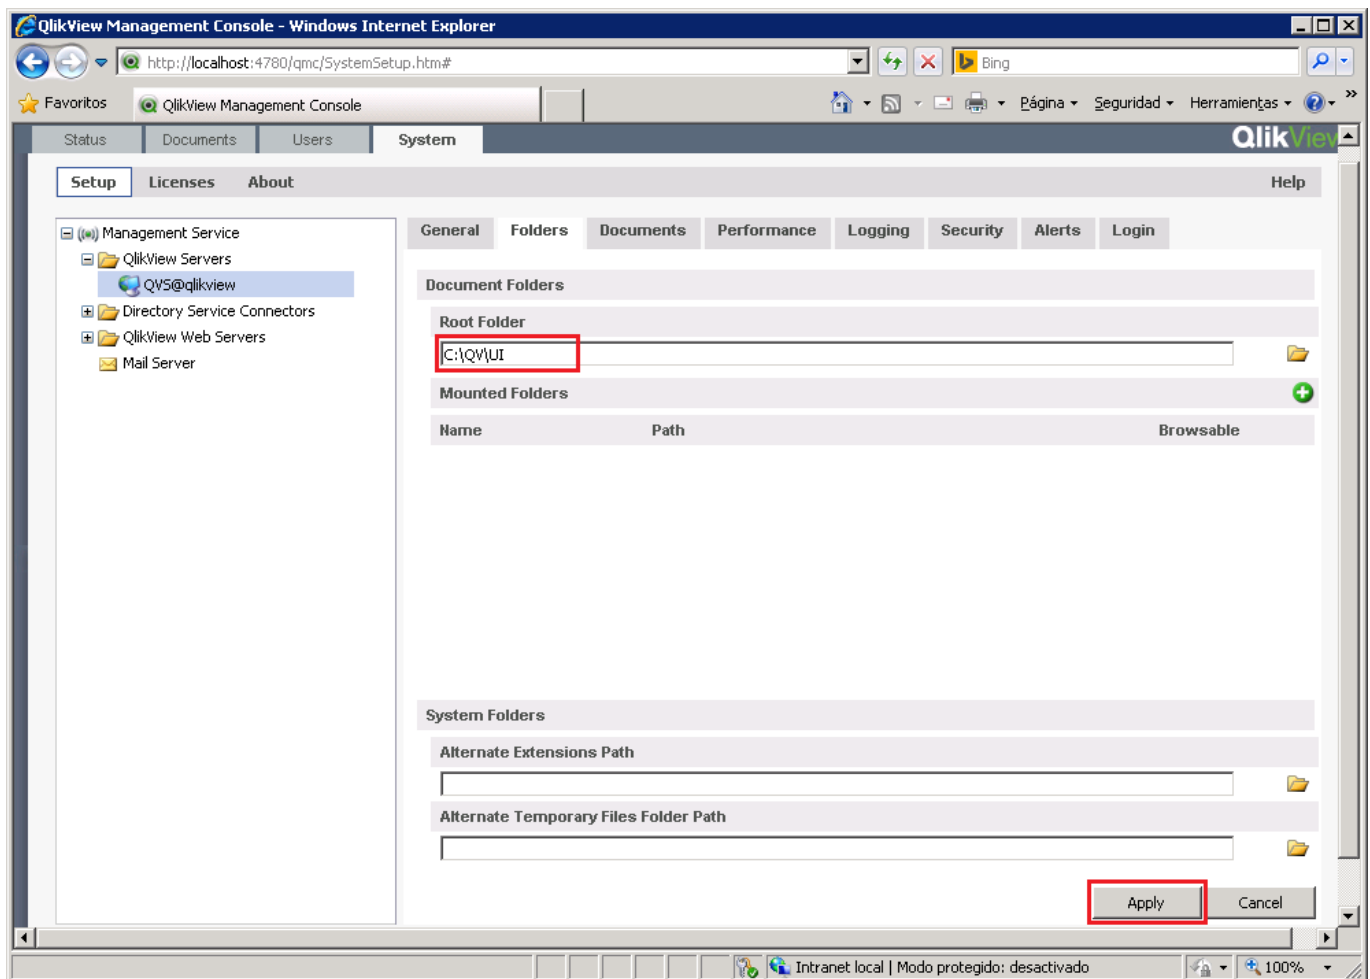 QlikView Management Console - Windows Internet Explorer
http://localhost:4780/qmc/SystemSetup.htm#
Bing
Favoritos
QlikView Management Console
Página
Seguridad
Herramientas
Status
Documents
Users
System
QlikView
Setup
Licenses
About
Help
Management Service
QlikView Servers
QVS@qlikview
Directory Service Connectors
QlikView Web Servers
Mail Server
General
Folders
Documents
Performance
Logging
Security
Alerts
Login
Document Folders
Root Folder
C:\QV\UI
Mounted Folders
Name
Path
Browsable
System Folders
Alternate Extensions Path
Alternate Temporary Files Folder Path
Apply
Cancel
Intranet local | Modo protegido: desactivado
100%